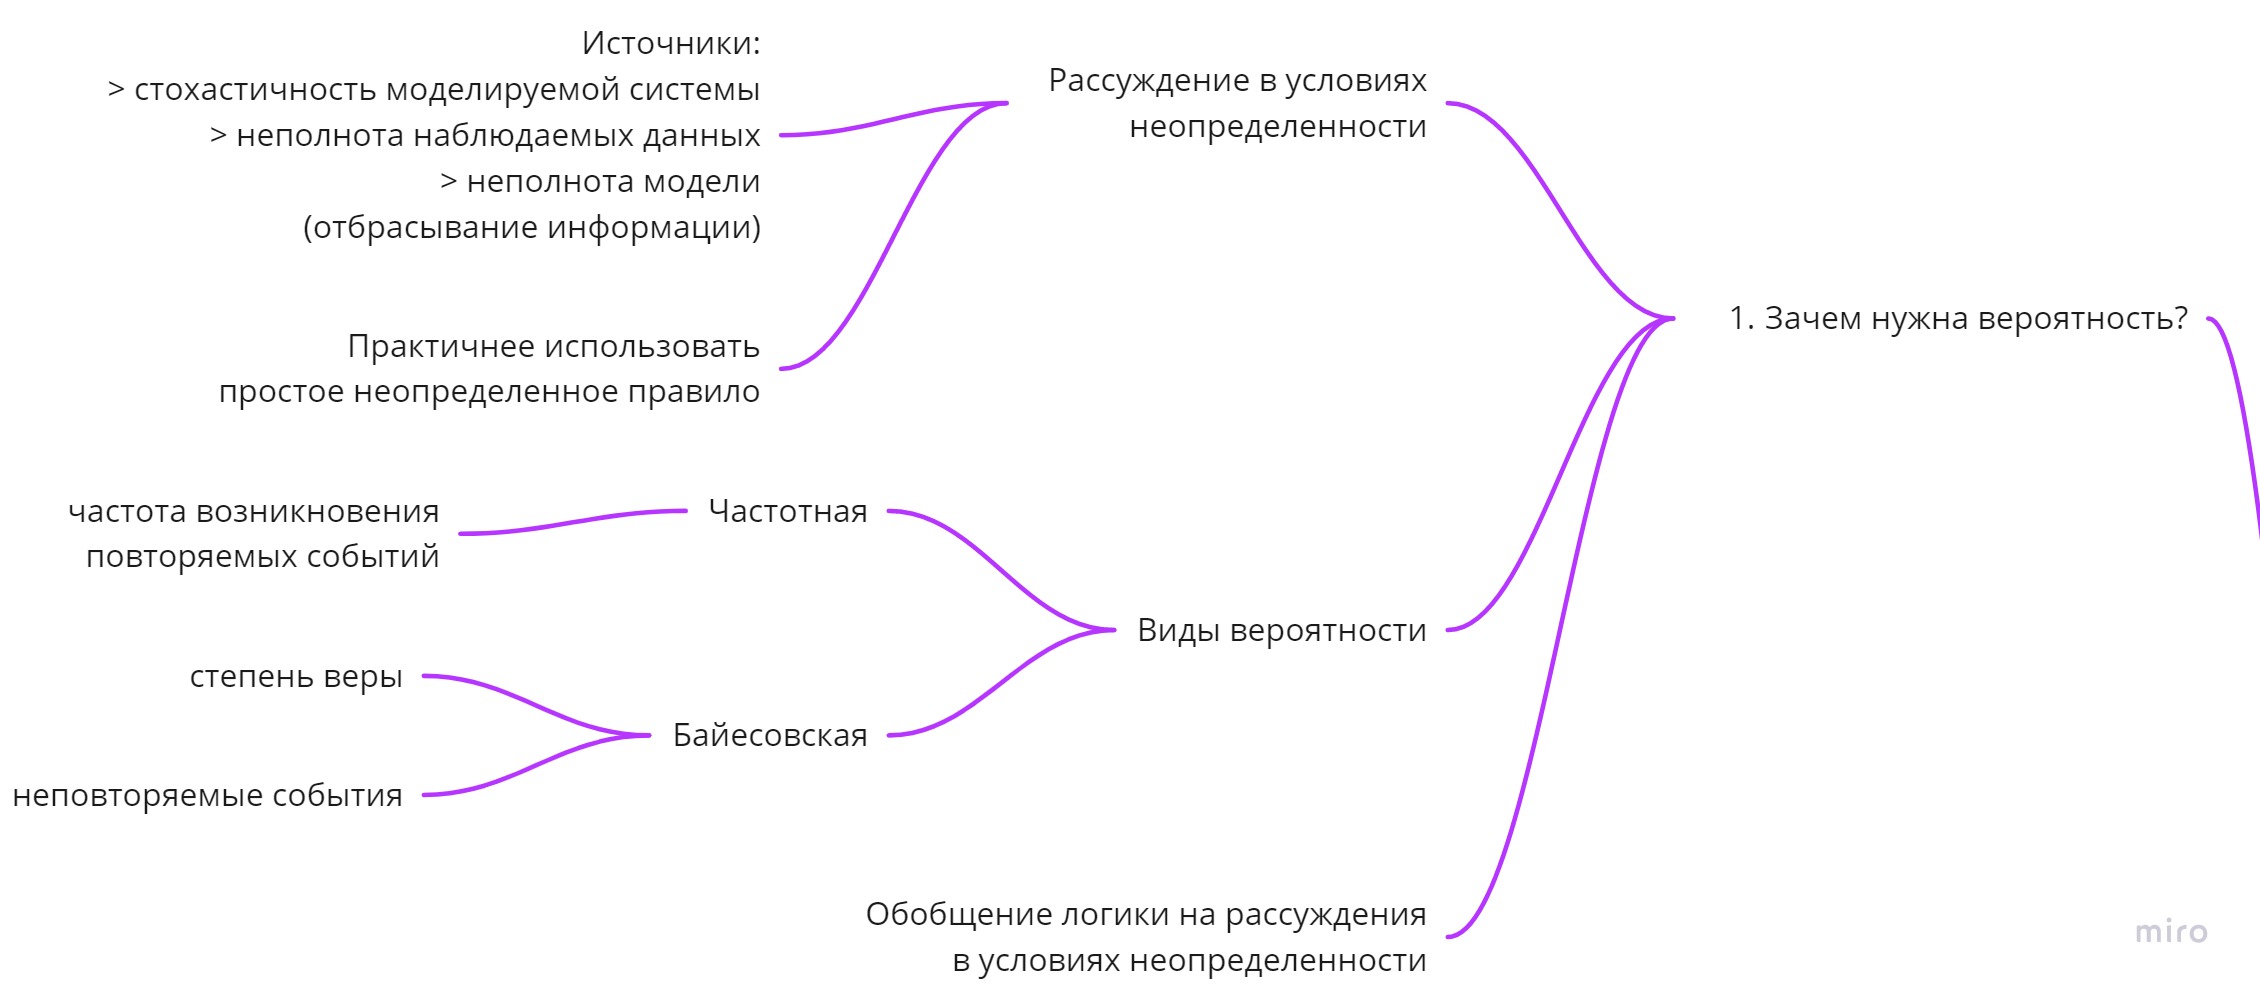 1. Зачем нужна вероятность?
Рассуждение в условиях
неопределенности
Источники:
> стохастичность моделируемой системы
> неполнота наблюдаемых данных
> неполнота модели
(отбрасывание информации)
Практичнее использовать
простое неопределенное правило
Виды вероятности
Частотная
частота возникновения
повторяемых событий
Байесовская
степень веры
неповторяемые события
Обобщение логики на рассуждения
в условиях неопределенности
miro